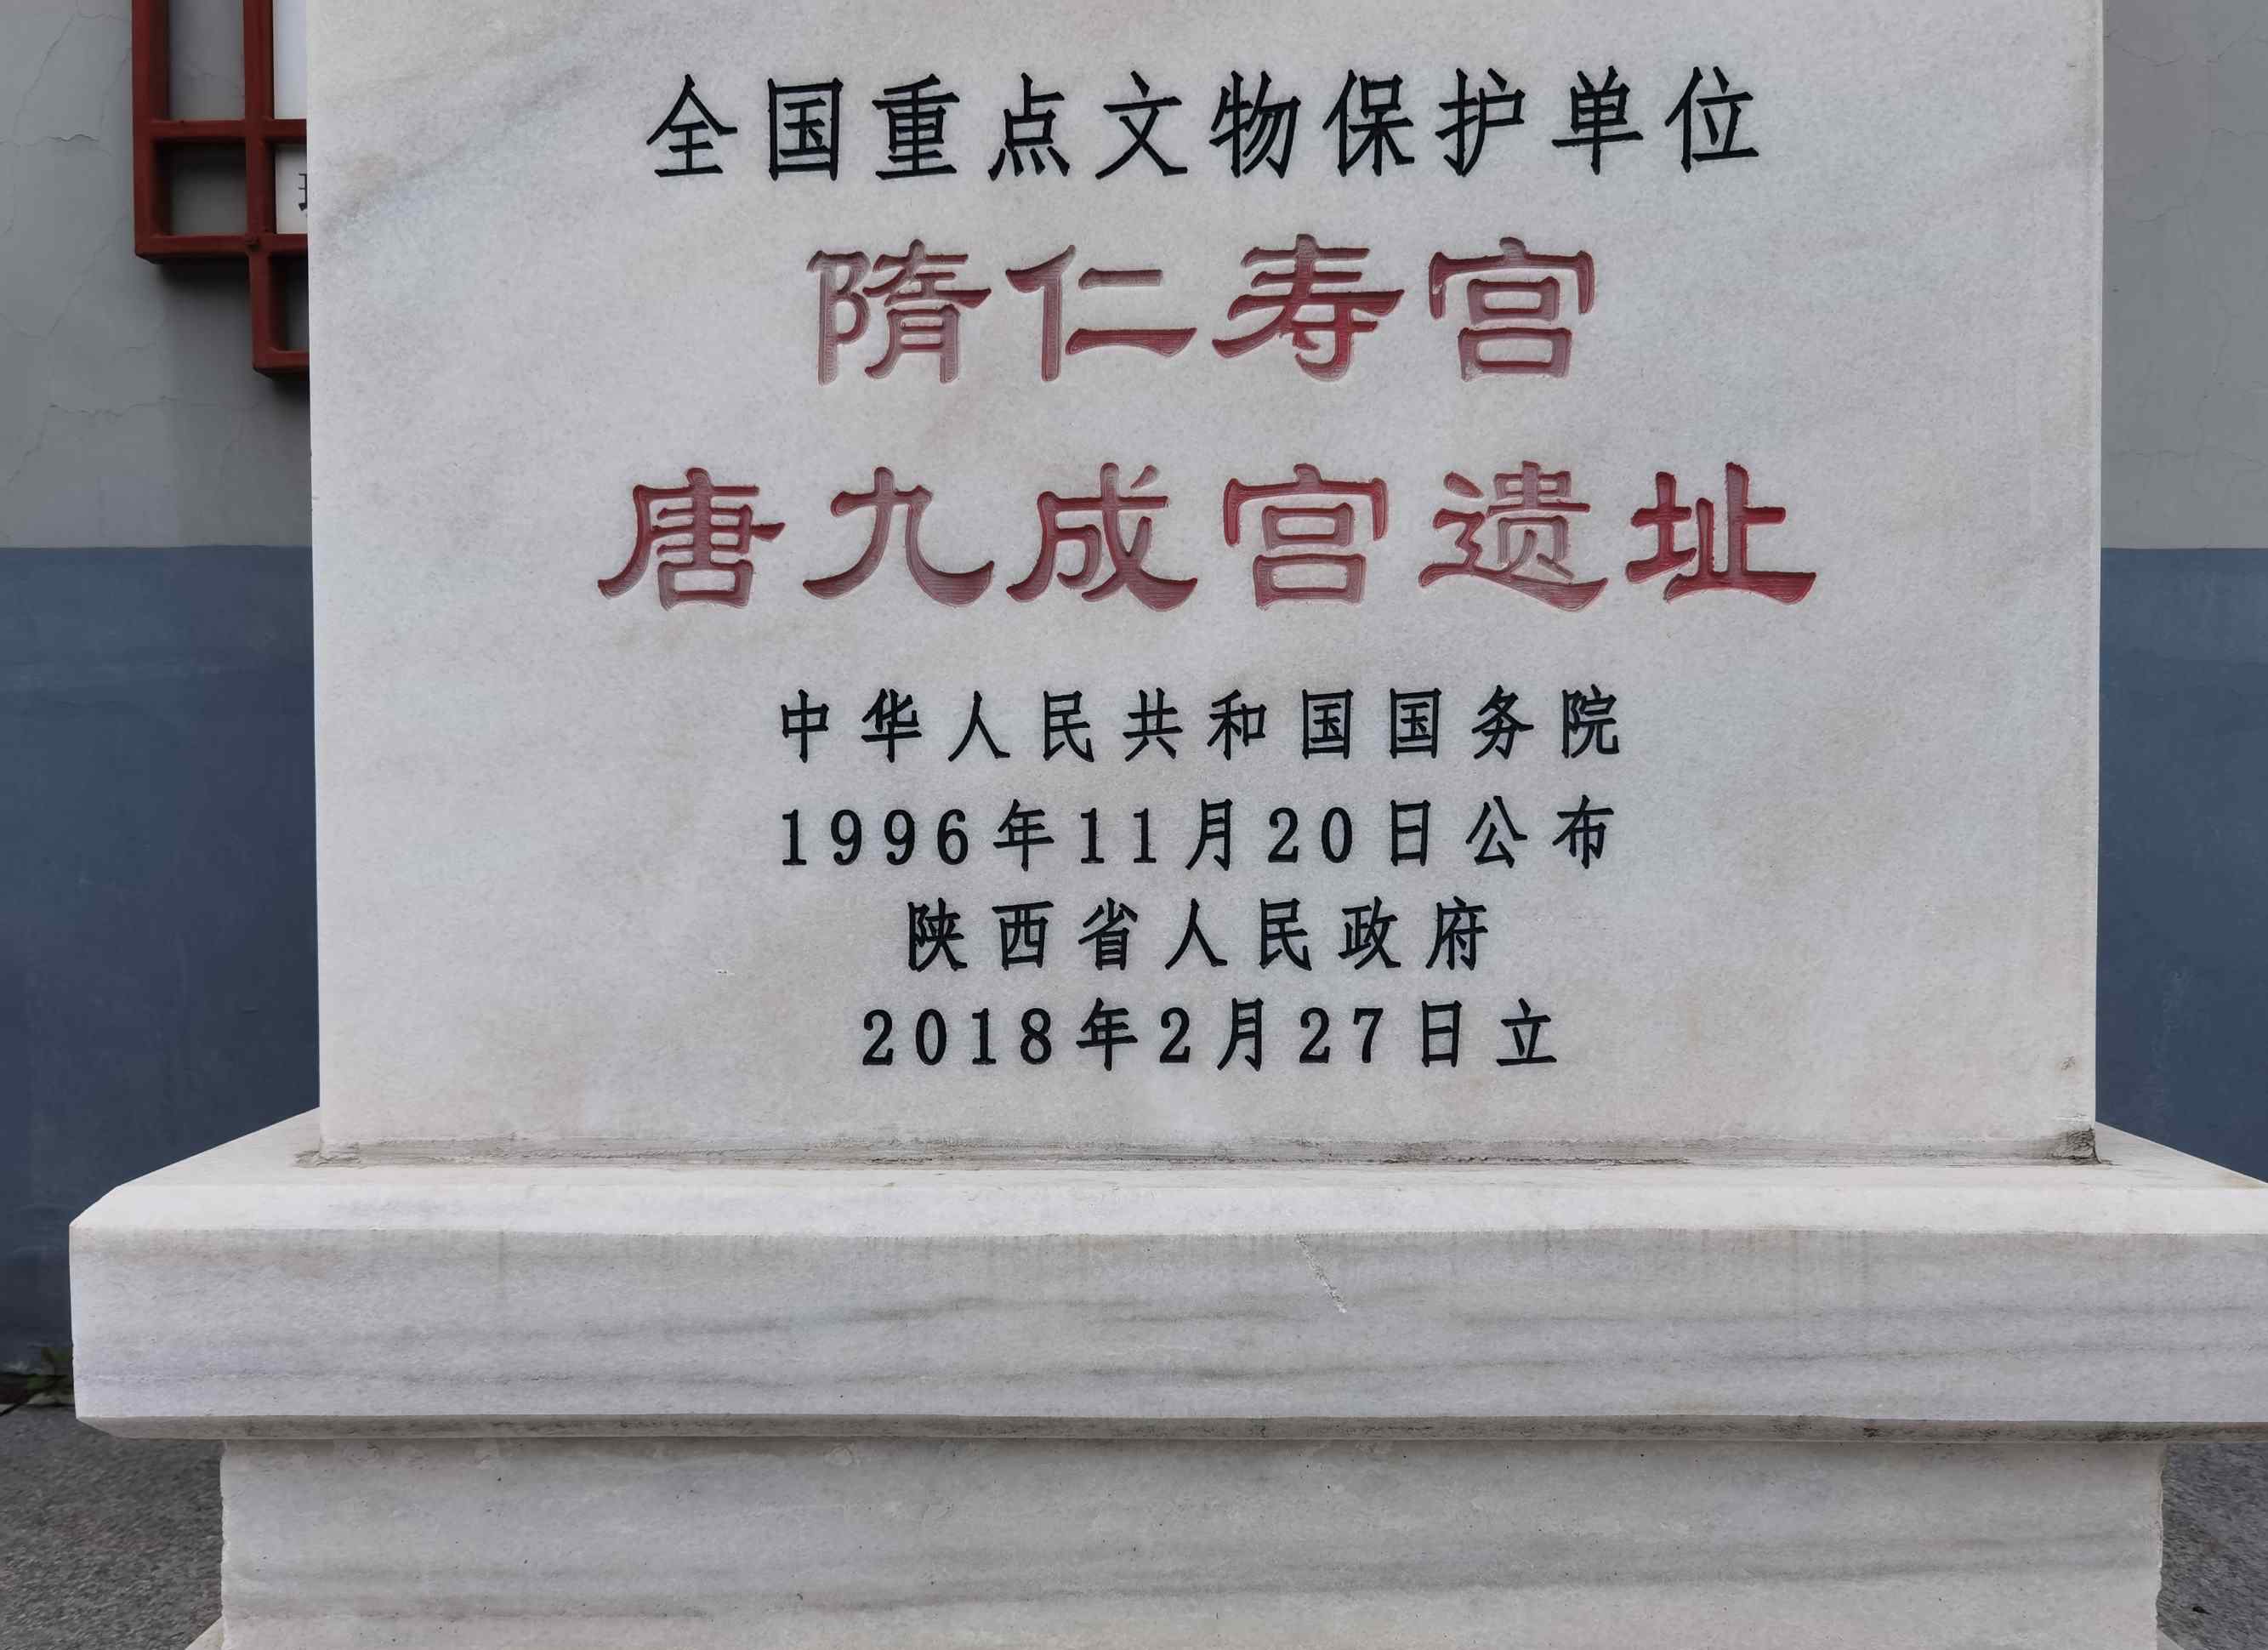 全国重点文物保护单位
隋仁寿宫
唐九成宫遗址
中华人民共和国国务院
1996年11月20日公布
陕西省人民政府
2018年2月27日立